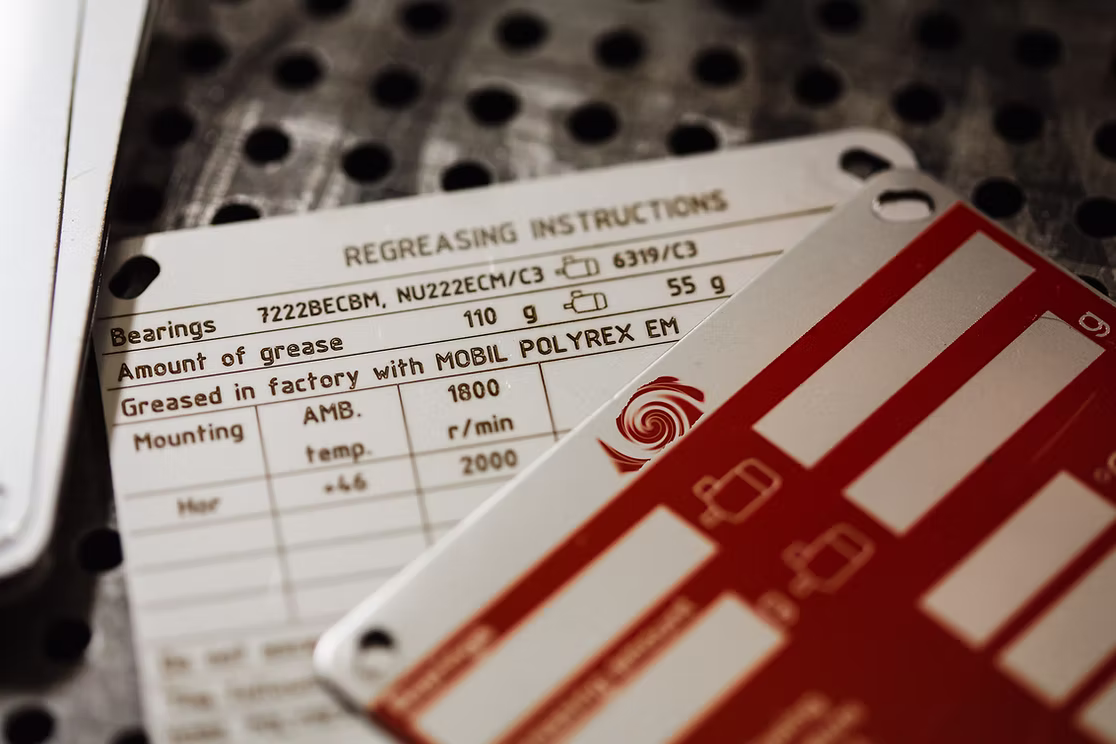 REGREASING INSTRUCTIONS
Bearings 7222BECBM, NU222ECM/C3 6319/C3
Amount of grease 110 g 55 g
Greased in factory with MOBIL POLYREX EM
Mounting AMB. temp. 1800 r/min
Hor +46 2000
g